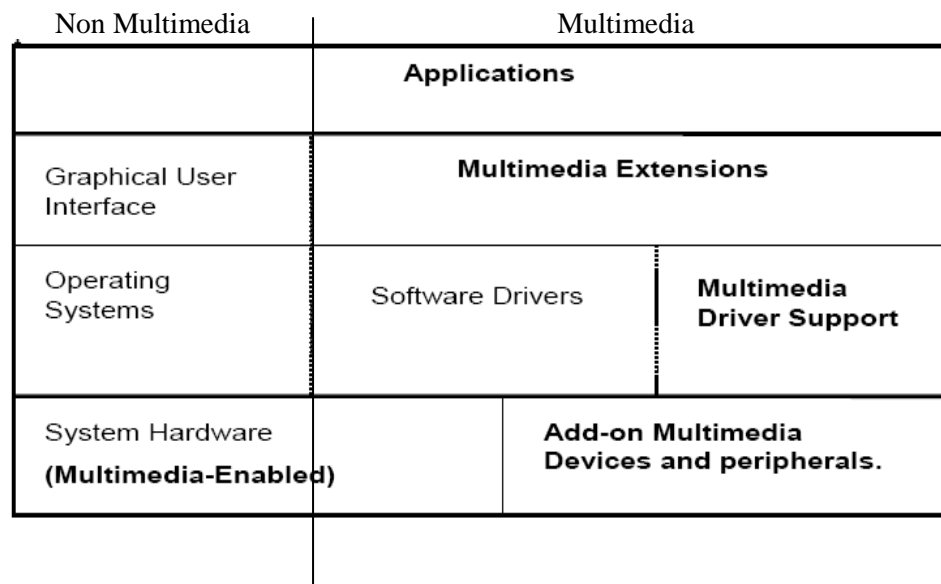 Non Multimedia
Multimedia
Applications
Graphical User
Interface
Multimedia Extensions
Operating
Systems
Software Drivers
Multimedia
Driver Support
System Hardware
(Multimedia-Enabled)
Add-on Multimedia
Devices and peripherals.